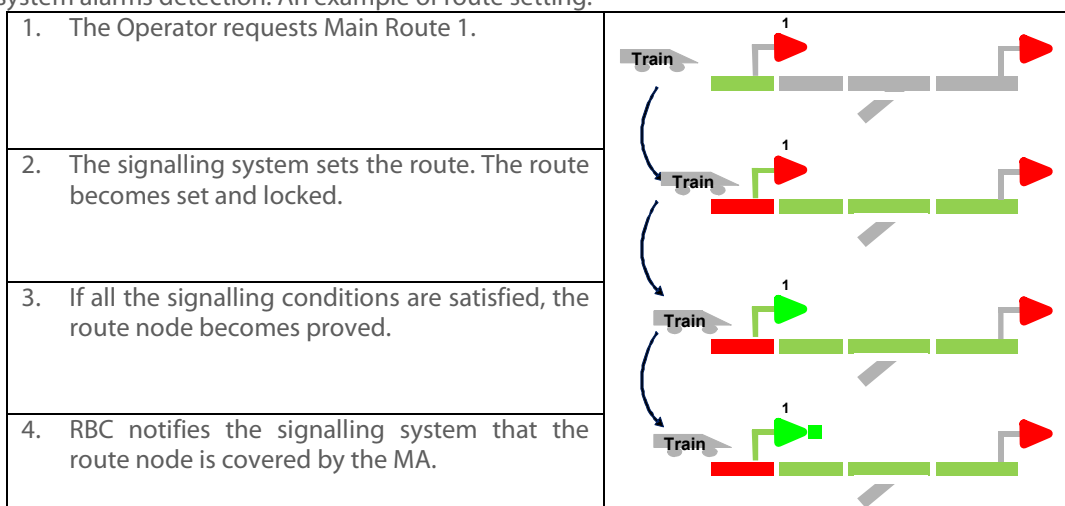 system alarms detection. An example of route setting.
1. The Operator requests Main Route 1.
1
Train
2. The signalling system sets the route. The route
becomes set and locked.
1
Train
3. If all the signalling conditions are satisfied, the
route node becomes proved.
1
Train
4. RBC notifies the signalling system that the
route node is covered by the MA.
1
Train